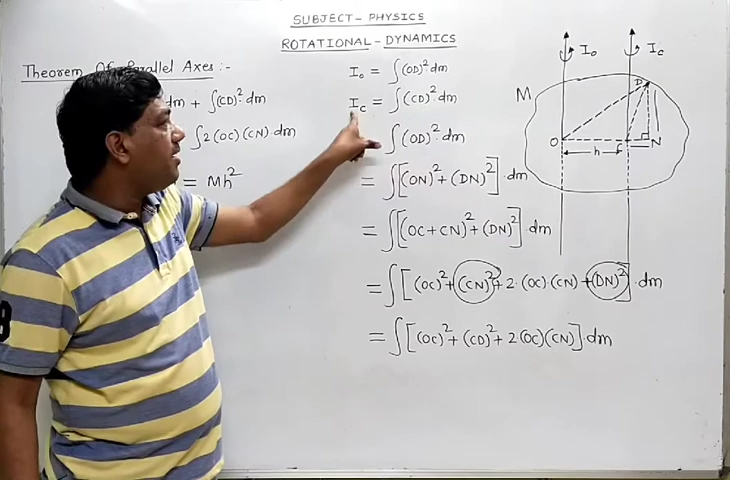 SUBJECT-PHYSICS
ROTATIONAL-DYNAMICS
Theorem Of Parallel Axes:-
dm + ∫(CD)² dm
∫2(OC)(CN)dm
= Mh²
I₀ = ∫(OD)² dm
I_C = ∫(CD)² dm
∫(OD)² dm
= ∫[(ON)² + (DN)²] · dm
= ∫[(OC+CN)² + (DN)²] dm
= ∫[(OC)² + (CN)² + 2·(OC)·(CN) + (DN)²] · dm
= ∫[(OC)² + (CD)² + 2·(OC)(CN)] · dm
I₀
I_C
M
D
O
C
N
h